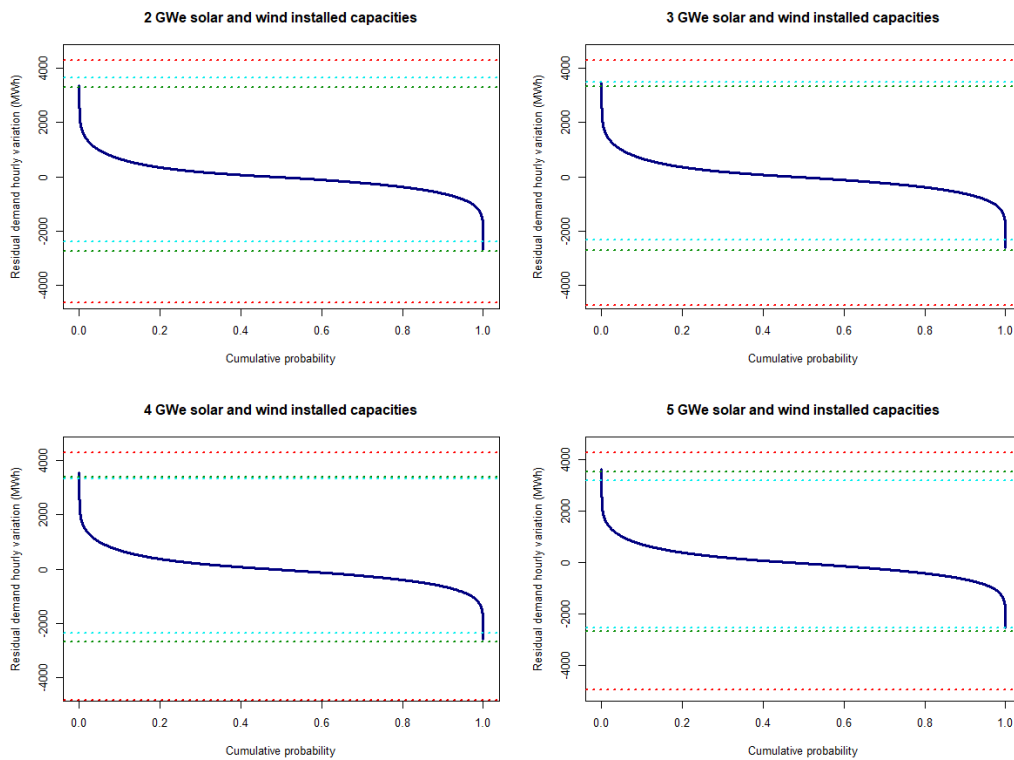 2 GWe solar and wind installed capacities
Residual demand hourly variation (MWh)
4000
2000
0
-2000
-4000
0.0 0.2 0.4 0.6 0.8 1.0
Cumulative probability
3 GWe solar and wind installed capacities
Residual demand hourly variation (MWh)
4000
2000
0
-2000
-4000
0.0 0.2 0.4 0.6 0.8 1.0
Cumulative probability
4 GWe solar and wind installed capacities
Residual demand hourly variation (MWh)
4000
2000
0
-2000
-4000
0.0 0.2 0.4 0.6 0.8 1.0
Cumulative probability
5 GWe solar and wind installed capacities
Residual demand hourly variation (MWh)
4000
2000
0
-2000
-4000
0.0 0.2 0.4 0.6 0.8 1.0
Cumulative probability